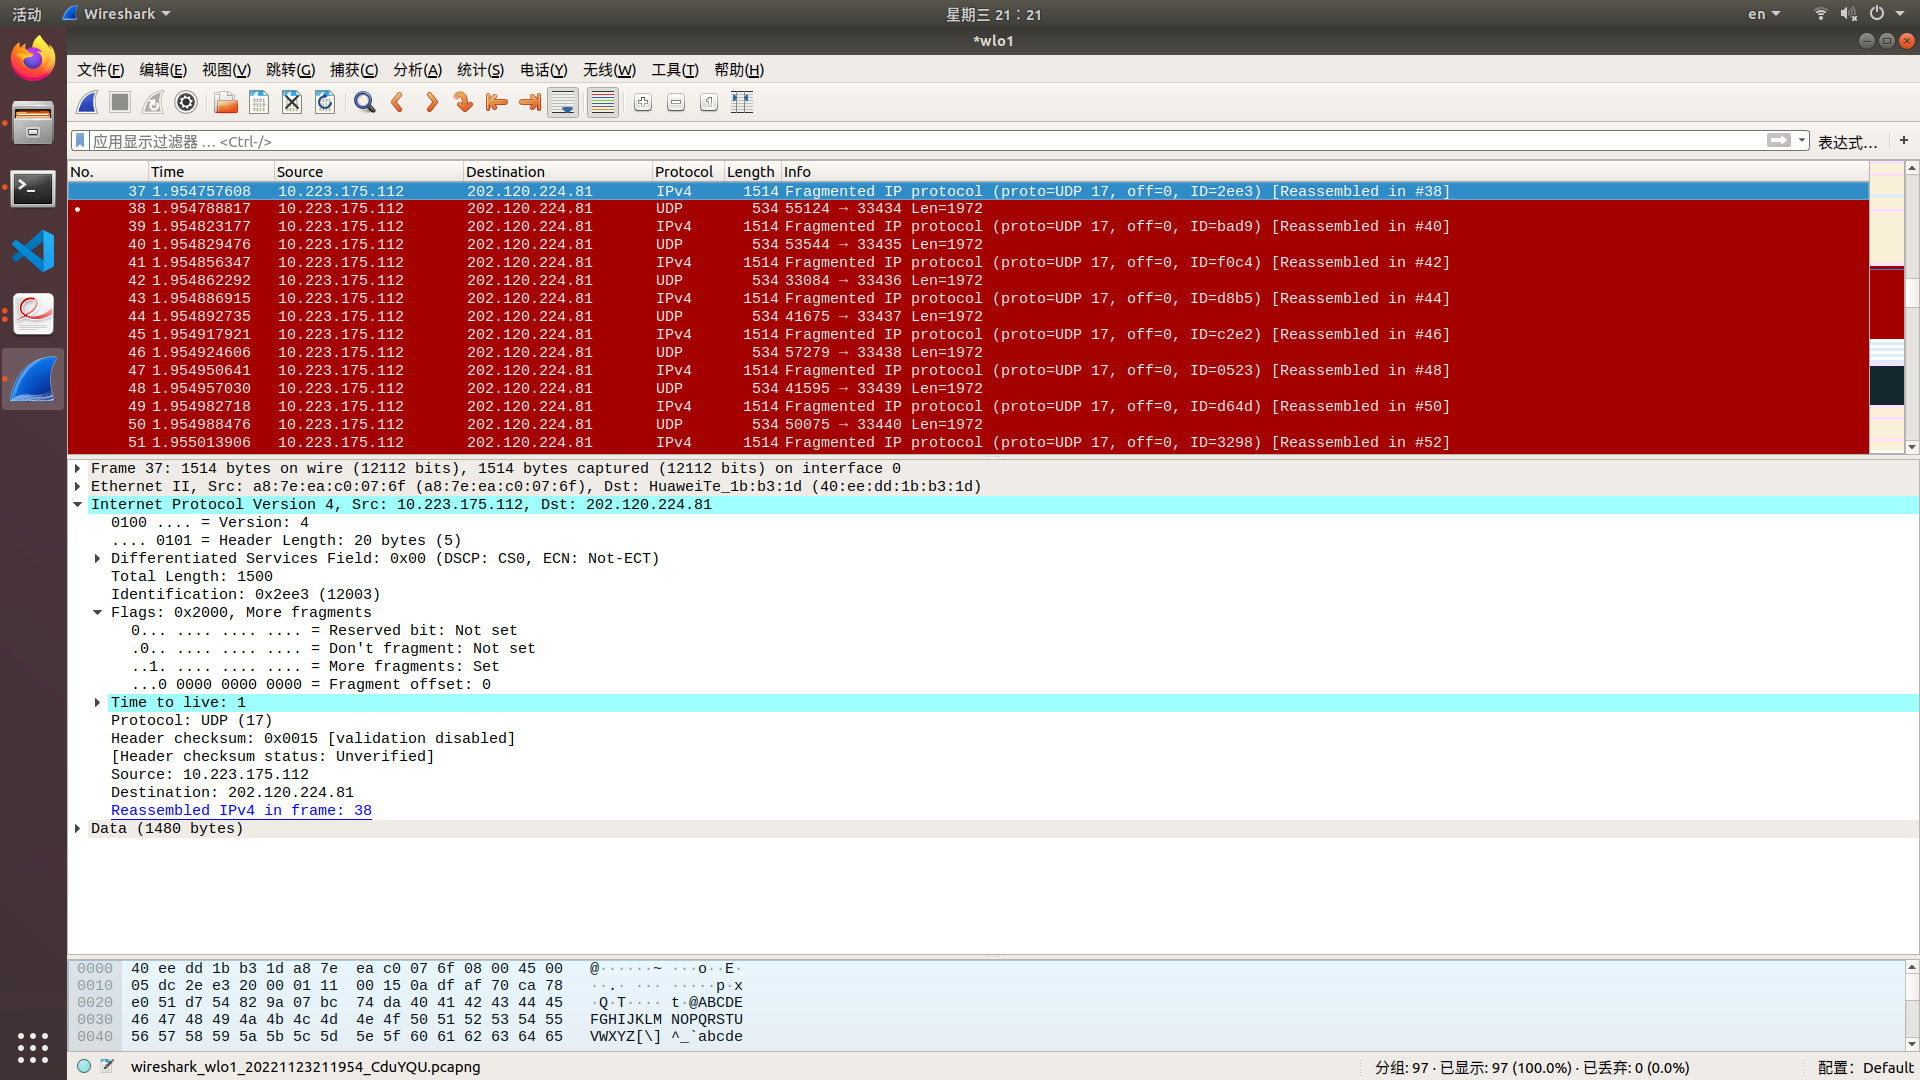 活动 Wireshark 星期三 21：21 en
*wlo1
文件(F) 编辑(E) 视图(V) 跳转(G) 捕获(C) 分析(A) 统计(S) 电话(Y) 无线(W) 工具(T) 帮助(H)
应用显示过滤器 … <Ctrl-/> 表达式… +
No. Time Source Destination Protocol Length Info
37 1.954757608 10.223.175.112 202.120.224.81 IPv4 1514 Fragmented IP protocol (proto=UDP 17, off=0, ID=2ee3) [Reassembled in #38]
38 1.954788817 10.223.175.112 202.120.224.81 UDP 534 55124 → 33434 Len=1972
39 1.954823177 10.223.175.112 202.120.224.81 IPv4 1514 Fragmented IP protocol (proto=UDP 17, off=0, ID=bad9) [Reassembled in #40]
40 1.954829476 10.223.175.112 202.120.224.81 UDP 534 53544 → 33435 Len=1972
41 1.954856347 10.223.175.112 202.120.224.81 IPv4 1514 Fragmented IP protocol (proto=UDP 17, off=0, ID=f0c4) [Reassembled in #42]
42 1.954862292 10.223.175.112 202.120.224.81 UDP 534 33084 → 33436 Len=1972
43 1.954886915 10.223.175.112 202.120.224.81 IPv4 1514 Fragmented IP protocol (proto=UDP 17, off=0, ID=d8b5) [Reassembled in #44]
44 1.954892735 10.223.175.112 202.120.224.81 UDP 534 41675 → 33437 Len=1972
45 1.954917921 10.223.175.112 202.120.224.81 IPv4 1514 Fragmented IP protocol (proto=UDP 17, off=0, ID=c2e2) [Reassembled in #46]
46 1.954924606 10.223.175.112 202.120.224.81 UDP 534 57279 → 33438 Len=1972
47 1.954950641 10.223.175.112 202.120.224.81 IPv4 1514 Fragmented IP protocol (proto=UDP 17, off=0, ID=0523) [Reassembled in #48]
48 1.954957030 10.223.175.112 202.120.224.81 UDP 534 41595 → 33439 Len=1972
49 1.954982718 10.223.175.112 202.120.224.81 IPv4 1514 Fragmented IP protocol (proto=UDP 17, off=0, ID=d64d) [Reassembled in #50]
50 1.954988476 10.223.175.112 202.120.224.81 UDP 534 50075 → 33440 Len=1972
51 1.955013906 10.223.175.112 202.120.224.81 IPv4 1514 Fragmented IP protocol (proto=UDP 17, off=0, ID=3298) [Reassembled in #52]
Frame 37: 1514 bytes on wire (12112 bits), 1514 bytes captured (12112 bits) on interface 0
Ethernet II, Src: a8:7e:ea:c0:07:6f (a8:7e:ea:c0:07:6f), Dst: HuaweiTe_1b:b3:1d (40:ee:dd:1b:b3:1d)
Internet Protocol Version 4, Src: 10.223.175.112, Dst: 202.120.224.81
0100 .... = Version: 4
.... 0101 = Header Length: 20 bytes (5)
Differentiated Services Field: 0x00 (DSCP: CS0, ECN: Not-ECT)
Total Length: 1500
Identification: 0x2ee3 (12003)
Flags: 0x2000, More fragments
0... .... .... .... = Reserved bit: Not set
.0.. .... .... .... = Don't fragment: Not set
..1. .... .... .... = More fragments: Set
...0 0000 0000 0000 = Fragment offset: 0
Time to live: 1
Protocol: UDP (17)
Header checksum: 0x0015 [validation disabled]
[Header checksum status: Unverified]
Source: 10.223.175.112
Destination: 202.120.224.81
Reassembled IPv4 in frame: 38
Data (1480 bytes)
0000 40 ee dd 1b b3 1d a8 7e ea c0 07 6f 08 00 45 00 @······~ ···o··E·
0010 05 dc 2e e3 20 00 01 11 00 15 0a df af 70 ca 78 ··.· ··· ·····p·x
0020 e0 51 d7 54 82 9a 07 bc 74 da 40 41 42 43 44 45 ·Q·T···· t·@ABCDE
0030 46 47 48 49 4a 4b 4c 4d 4e 4f 50 51 52 53 54 55 FGHIJKLM NOPQRSTU
0040 56 57 58 59 5a 5b 5c 5d 5e 5f 60 61 62 63 64 65 VWXYZ[\] ^_`abcde
wireshark_wlo1_20221123211954_CduYQU.pcapng 分组: 97 · 已显示: 97 (100.0%) · 已丢弃: 0 (0.0%) 配置： Default